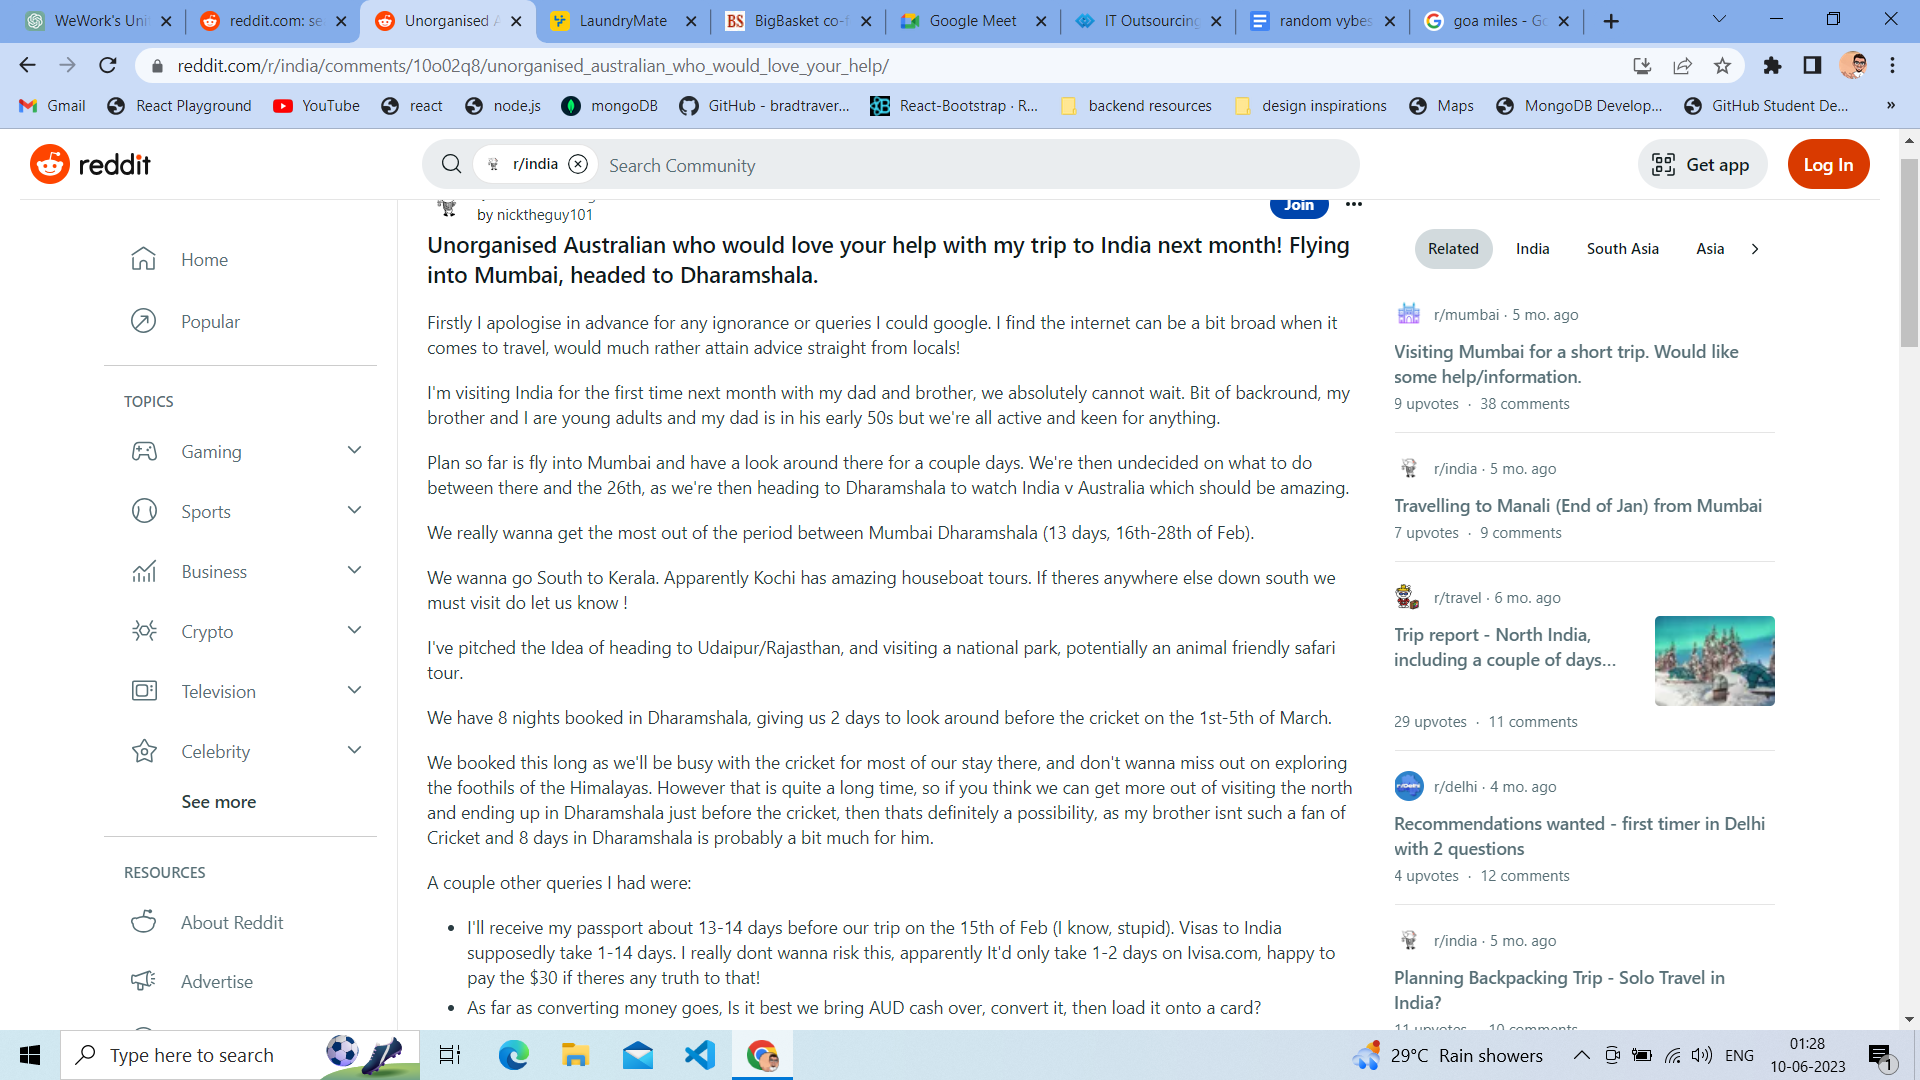 WeWork's Uni
reddit.com: se
Unorganised A
LaundryMate
BigBasket co-f
Google Meet
IT Outsourcing
random vybes
goa miles - Go
reddit.com/r/india/comments/10o02q8/unorganised_australian_who_would_love_your_help/
Gmail
React Playground
YouTube
react
node.js
mongoDB
GitHub - bradtraver...
React-Bootstrap · R...
backend resources
design inspirations
Maps
MongoDB Develop...
GitHub Student De...
»
reddit
r/india
Search Community
Get app
Log In
Home
Popular
TOPICS
Gaming
Sports
Business
Crypto
Television
Celebrity
See more
RESOURCES
About Reddit
Advertise
by nicktheguy101
Join
Unorganised Australian who would love your help with my trip to India next month! Flying
into Mumbai, headed to Dharamshala.
Firstly I apologise in advance for any ignorance or queries I could google. I find the internet can be a bit broad when it
comes to travel, would much rather attain advice straight from locals!
I'm visiting India for the first time next month with my dad and brother, we absolutely cannot wait. Bit of backround, my
brother and I are young adults and my dad is in his early 50s but we're all active and keen for anything.
Plan so far is fly into Mumbai and have a look around there for a couple days. We're then undecided on what to do
between there and the 26th, as we're then heading to Dharamshala to watch India v Australia which should be amazing.
We really wanna get the most out of the period between Mumbai Dharamshala (13 days, 16th-28th of Feb).
We wanna go South to Kerala. Apparently Kochi has amazing houseboat tours. If theres anywhere else down south we
must visit do let us know !
I've pitched the Idea of heading to Udaipur/Rajasthan, and visiting a national park, potentially an animal friendly safari
tour.
We have 8 nights booked in Dharamshala, giving us 2 days to look around before the cricket on the 1st-5th of March.
We booked this long as we'll be busy with the cricket for most of our stay there, and don't wanna miss out on exploring
the foothils of the Himalayas. However that is quite a long time, so if you think we can get more out of visiting the north
and ending up in Dharamshala just before the cricket, then thats definitely a possibility, as my brother isnt such a fan of
Cricket and 8 days in Dharamshala is probably a bit much for him.
A couple other queries I had were:
• I'll receive my passport about 13-14 days before our trip on the 15th of Feb (I know, stupid). Visas to India
supposedly take 1-14 days. I really dont wanna risk this, apparently It'd only take 1-2 days on Ivisa.com, happy to
pay the $30 if theres any truth to that!
• As far as converting money goes, Is it best we bring AUD cash over, convert it, then load it onto a card?
Related
India
South Asia
Asia
r/mumbai · 5 mo. ago
Visiting Mumbai for a short trip. Would like
some help/information.
9 upvotes · 38 comments
r/india · 5 mo. ago
Travelling to Manali (End of Jan) from Mumbai
7 upvotes · 9 comments
r/travel · 6 mo. ago
Trip report - North India,
including a couple of days...
29 upvotes · 11 comments
r/delhi · 4 mo. ago
Recommendations wanted - first timer in Delhi
with 2 questions
4 upvotes · 12 comments
r/india · 5 mo. ago
Planning Backpacking Trip - Solo Travel in
India?
11 upvotes · 10 comments
Type here to search
29°C Rain showers
ENG
01:28
10-06-2023
1